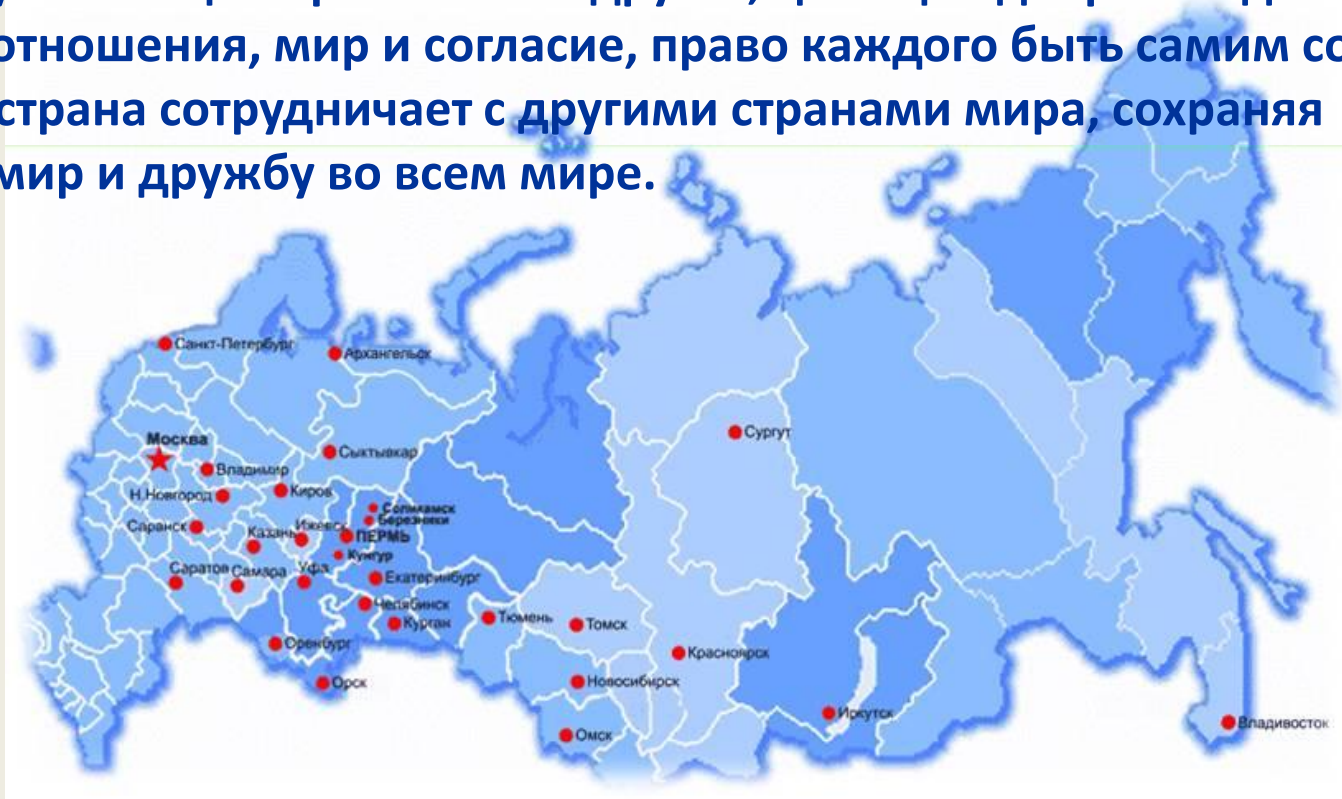 отношения, мир и согласие, право каждого быть самим
страна сотрудничает с другими странами мира, сохраняя
мир и дружбу во всем мире.
Санкт-Петербург
Архангельск
Москва
Сыктывкар
Сургут
Владимир
Н.Новгород
Киров
Соликамск
Березники
Саранск
Казань
Ижевск
ПЕРМЬ
Кунгур
Саратов
Самара
Уфа
Екатеринбург
Челябинск
Курган
Тюмень
Томск
Оренбург
Красноярск
Орск
Новосибирск
Иркутск
Владивосток
Омск